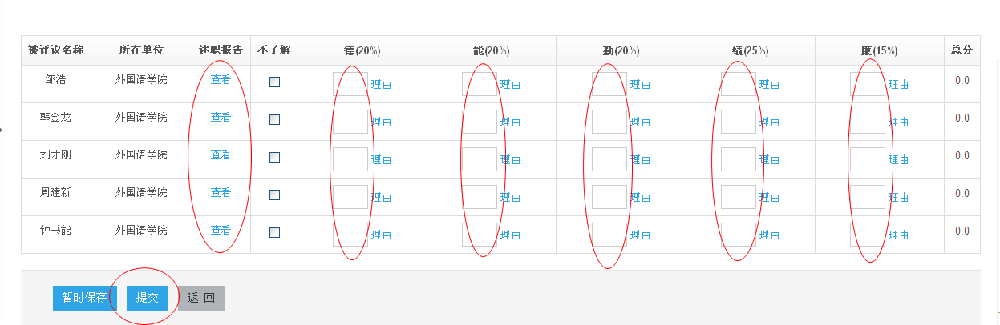 被评议名称 所在单位 述职报告 不了解 德(20%) 能(20%) 勤(20%) 绩(25%) 廉(15%) 总分
邹浩 外国语学院 查看 理由 理由 理由 理由 理由 0.0
韩金龙 外国语学院 查看 理由 理由 理由 理由 理由 0.0
刘才刚 外国语学院 查看 理由 理由 理由 理由 理由 0.0
周建新 外国语学院 查看 理由 理由 理由 理由 理由 0.0
钟书能 外国语学院 查看 理由 理由 理由 理由 理由 0.0
暂时保存 提交 返 回